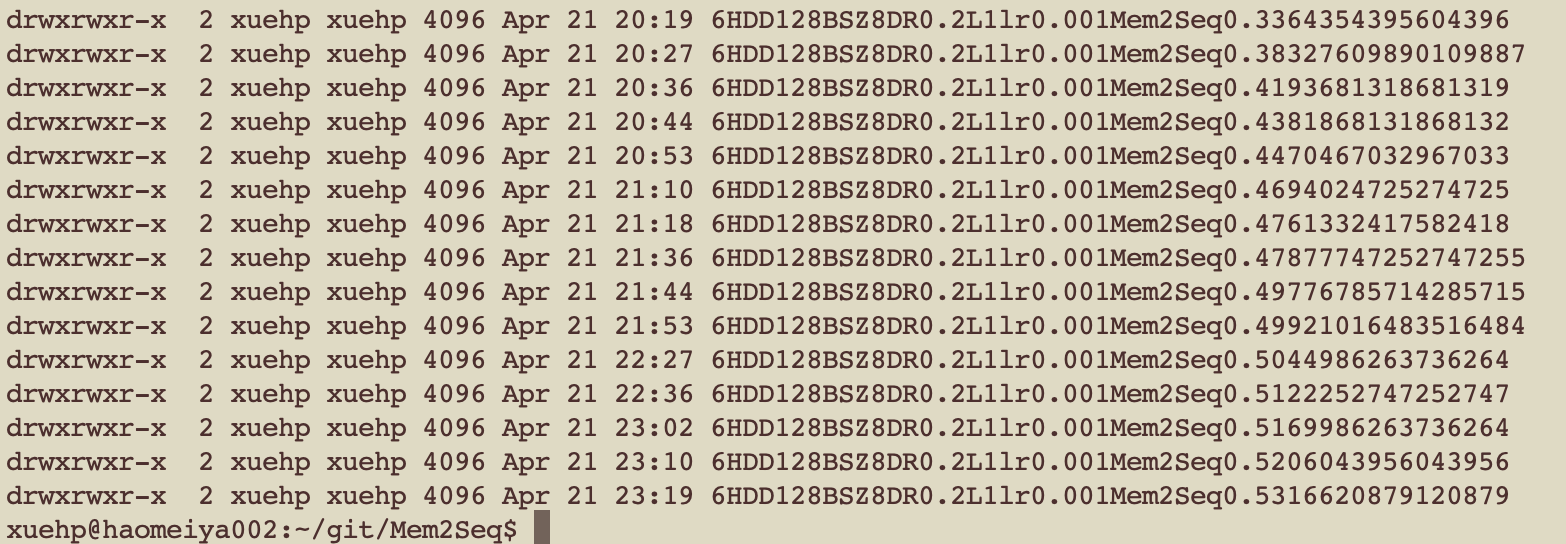 drwxrwxr-x  2 xuehp xuehp 4096 Apr 21 20:19 6HDD128BSZ8DR0.2L1lr0.001Mem2Seq0.3364354395604396
drwxrwxr-x  2 xuehp xuehp 4096 Apr 21 20:27 6HDD128BSZ8DR0.2L1lr0.001Mem2Seq0.38327609890109887
drwxrwxr-x  2 xuehp xuehp 4096 Apr 21 20:36 6HDD128BSZ8DR0.2L1lr0.001Mem2Seq0.4193681318681319
drwxrwxr-x  2 xuehp xuehp 4096 Apr 21 20:44 6HDD128BSZ8DR0.2L1lr0.001Mem2Seq0.4381868131868132
drwxrwxr-x  2 xuehp xuehp 4096 Apr 21 20:53 6HDD128BSZ8DR0.2L1lr0.001Mem2Seq0.4470467032967033
drwxrwxr-x  2 xuehp xuehp 4096 Apr 21 21:10 6HDD128BSZ8DR0.2L1lr0.001Mem2Seq0.4694024725274725
drwxrwxr-x  2 xuehp xuehp 4096 Apr 21 21:18 6HDD128BSZ8DR0.2L1lr0.001Mem2Seq0.4761332417582418
drwxrwxr-x  2 xuehp xuehp 4096 Apr 21 21:36 6HDD128BSZ8DR0.2L1lr0.001Mem2Seq0.47877747252747255
drwxrwxr-x  2 xuehp xuehp 4096 Apr 21 21:44 6HDD128BSZ8DR0.2L1lr0.001Mem2Seq0.49776785714285715
drwxrwxr-x  2 xuehp xuehp 4096 Apr 21 21:53 6HDD128BSZ8DR0.2L1lr0.001Mem2Seq0.49921016483516484
drwxrwxr-x  2 xuehp xuehp 4096 Apr 21 22:27 6HDD128BSZ8DR0.2L1lr0.001Mem2Seq0.5044986263736264
drwxrwxr-x  2 xuehp xuehp 4096 Apr 21 22:36 6HDD128BSZ8DR0.2L1lr0.001Mem2Seq0.5122252747252747
drwxrwxr-x  2 xuehp xuehp 4096 Apr 21 23:02 6HDD128BSZ8DR0.2L1lr0.001Mem2Seq0.5169986263736264
drwxrwxr-x  2 xuehp xuehp 4096 Apr 21 23:10 6HDD128BSZ8DR0.2L1lr0.001Mem2Seq0.5206043956043956
drwxrwxr-x  2 xuehp xuehp 4096 Apr 21 23:19 6HDD128BSZ8DR0.2L1lr0.001Mem2Seq0.5316620879120879
xuehp@haomeiya002:~/git/Mem2Seq$